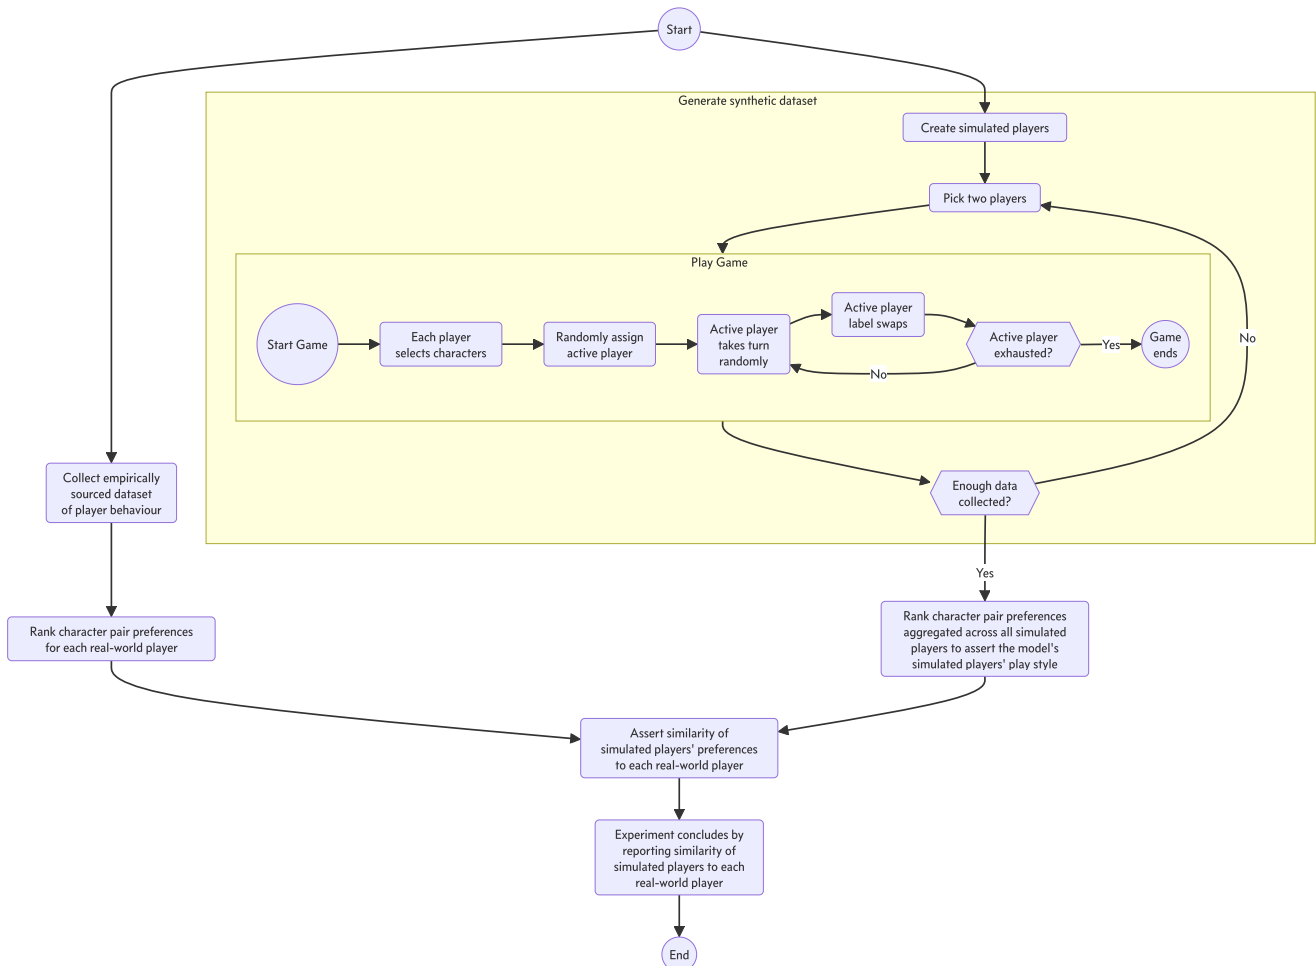 Start
Generate synthetic dataset
Create simulated players
Pick two players
Play Game
Start Game
Each player
selects characters
Randomly assign
active player
Active player
takes turn
randomly
Active player
label swaps
Active player
exhausted?
Yes
Game
ends
No
No
Enough data
collected?
Collect empirically
sourced dataset
of player behaviour
Yes
Rank character pair preferences
for each real-world player
Rank character pair preferences
aggregated across all simulated
players to assert the model's
simulated players' play style
Assert similarity of
simulated players' preferences
to each real-world player
Experiment concludes by
reporting similarity of
simulated players to each
real-world player
End